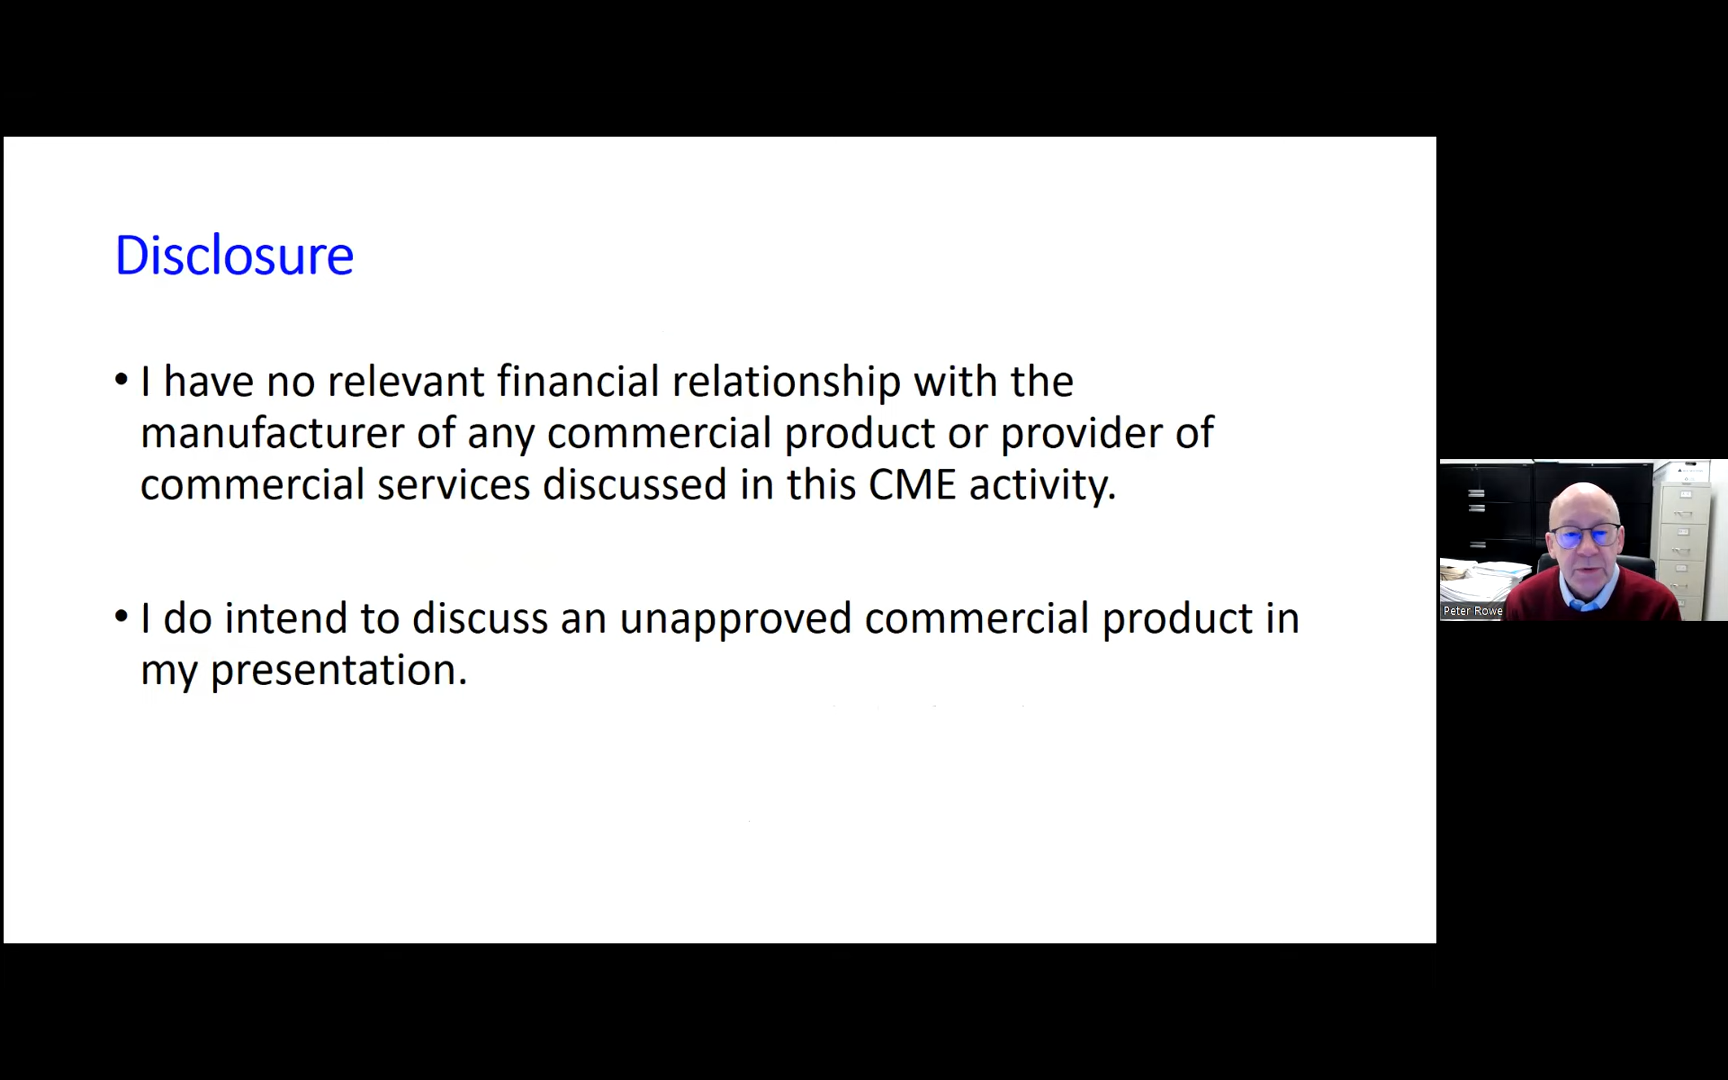 Disclosure
• I have no relevant financial relationship with the
manufacturer of any commercial product or provider of
commercial services discussed in this CME activity.
• I do intend to discuss an unapproved commercial product in
my presentation.
Peter Rowe